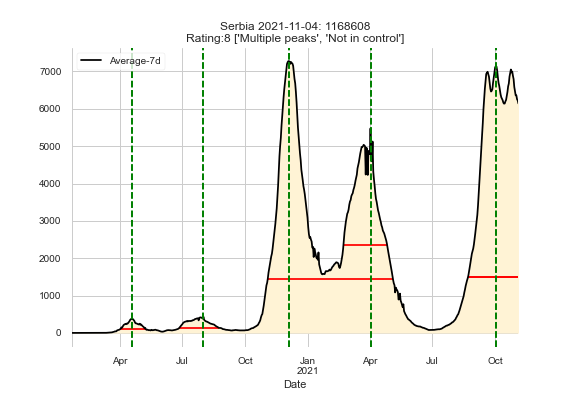 Serbia 2021-11-04: 1168608
Rating:8 ['Multiple peaks', 'Not in control']
Average-7d
7000
6000
5000
4000
3000
2000
1000
0
Apr Jul Oct Jan Apr Jul Oct
2021
Date